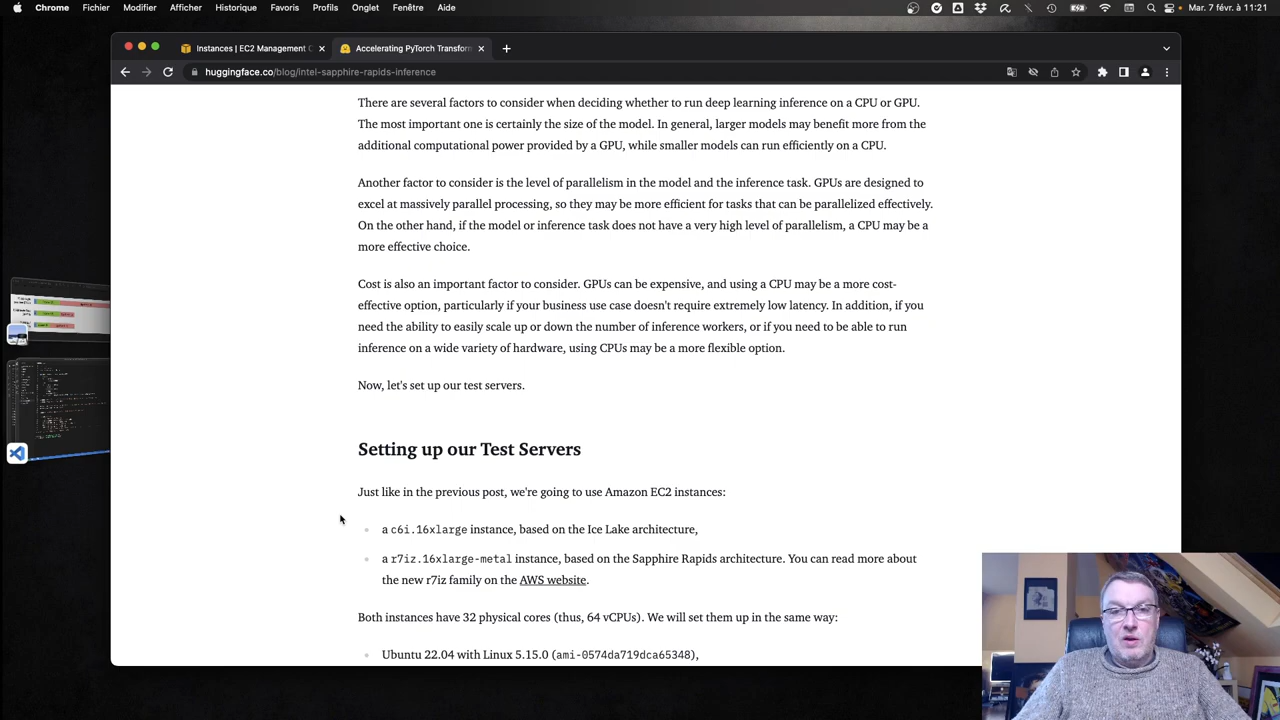 Chrome Fichier Modifier Afficher Historique Favoris Profils Onglet Fenêtre Aide Mar. 7 févr. à 11:21
Instances | EC2 Management C
Accelerating PyTorch Transform
huggingface.co/blog/intel-sapphire-rapids-inference
There are several factors to consider when deciding whether to run deep learning inference on a CPU or GPU.
The most important one is certainly the size of the model. In general, larger models may benefit more from the
additional computational power provided by a GPU, while smaller models can run efficiently on a CPU.
Another factor to consider is the level of parallelism in the model and the inference task. GPUs are designed to
excel at massively parallel processing, so they may be more efficient for tasks that can be parallelized effectively.
On the other hand, if the model or inference task does not have a very high level of parallelism, a CPU may be a
more effective choice.
Cost is also an important factor to consider. GPUs can be expensive, and using a CPU may be a more cost-
effective option, particularly if your business use case doesn't require extremely low latency. In addition, if you
need the ability to easily scale up or down the number of inference workers, or if you need to be able to run
inference on a wide variety of hardware, using CPUs may be a more flexible option.
Now, let's set up our test servers.
Setting up our Test Servers
Just like in the previous post, we're going to use Amazon EC2 instances:
a c6i.16xlarge instance, based on the Ice Lake architecture,
a r7iz.16xlarge-metal instance, based on the Sapphire Rapids architecture. You can read more about
the new r7iz family on the AWS website.
Both instances have 32 physical cores (thus, 64 vCPUs). We will set them up in the same way:
Ubuntu 22.04 with Linux 5.15.0 (ami-0574da719dca65348),